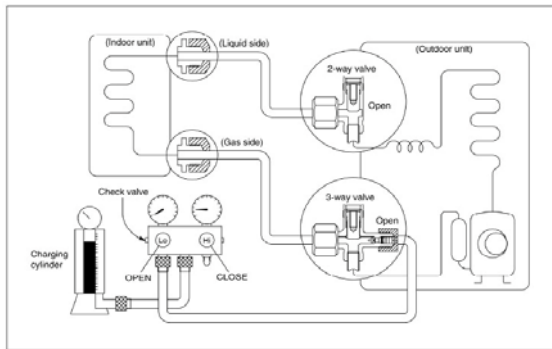 (Indoor unit)
(Liquid side)
(Outdoor unit)
2-way valve
Open
(Gas side)
3-way valve
Check valve
Open
Lo
Hi
Charging
cylinder
OPEN
CLOSE